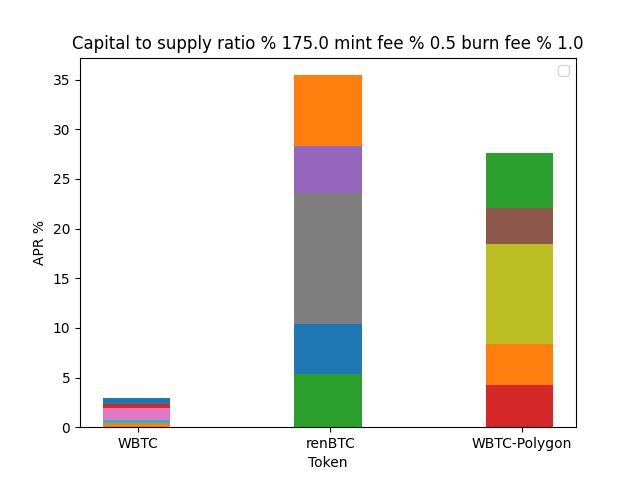 Capital to supply ratio % 175.0 mint fee % 0.5 burn fee % 1.0
APR %
35
30
25
20
15
10
5
0
WBTC renBTC WBTC-Polygon
Token